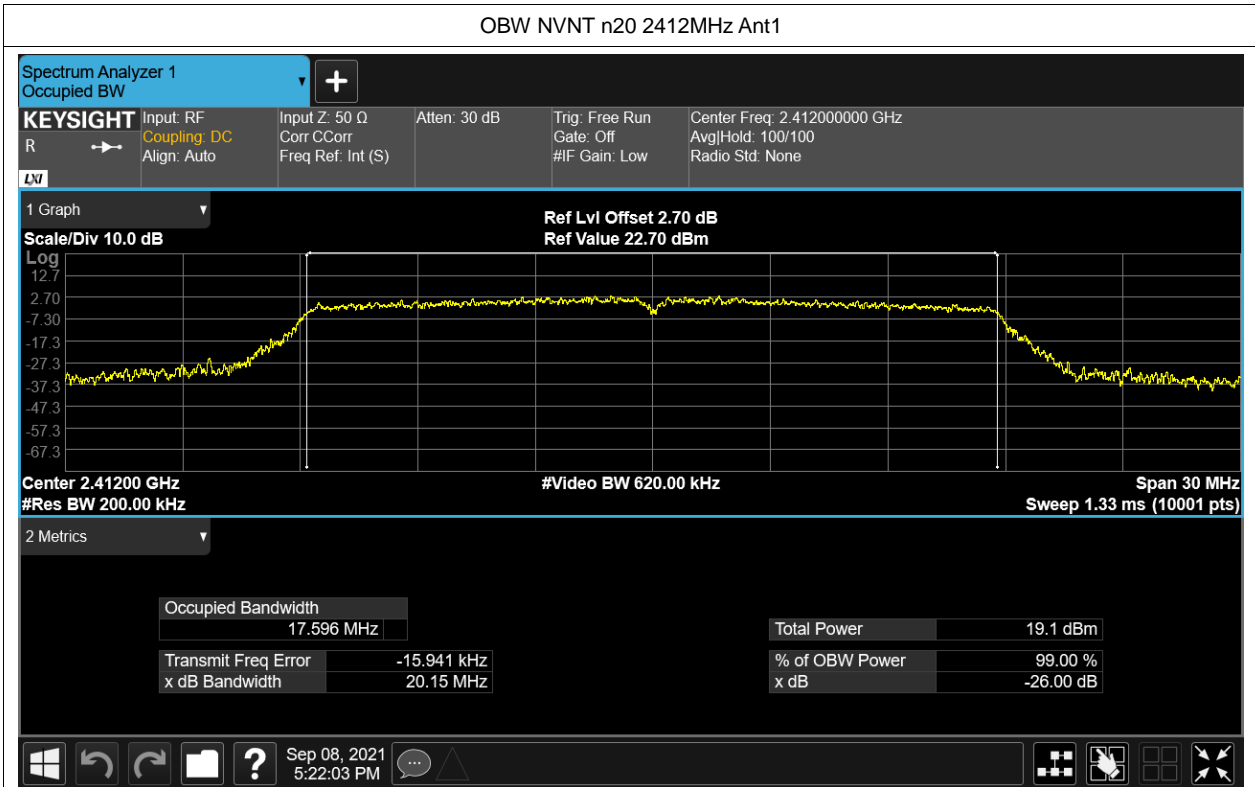 OBW NVNT n20 2412MHz Ant1
Spectrum Analyzer 1
Occupied BW
KEYSIGHT
R
LXI
Input: RF
Coupling: DC
Align: Auto
Input Z: 50 Ω
Corr CCorr
Freq Ref: Int (S)
Atten: 30 dB
Trig: Free Run
Gate: Off
#IF Gain: Low
Center Freq: 2.412000000 GHz
Avg|Hold: 100/100
Radio Std: None
1 Graph
Scale/Div 10.0 dB
Ref Lvl Offset 2.70 dB
Ref Value 22.70 dBm
Log
12.7
2.70
-7.30
-17.3
-27.3
-37.3
-47.3
-57.3
-67.3
Center 2.41200 GHz
#Res BW 200.00 kHz
#Video BW 620.00 kHz
Span 30 MHz
Sweep 1.33 ms (10001 pts)
2 Metrics
Occupied Bandwidth
17.596 MHz
Transmit Freq Error -15.941 kHz
x dB Bandwidth 20.15 MHz
Total Power 19.1 dBm
% of OBW Power 99.00 %
x dB -26.00 dB
?
Sep 08, 2021
5:22:03 PM